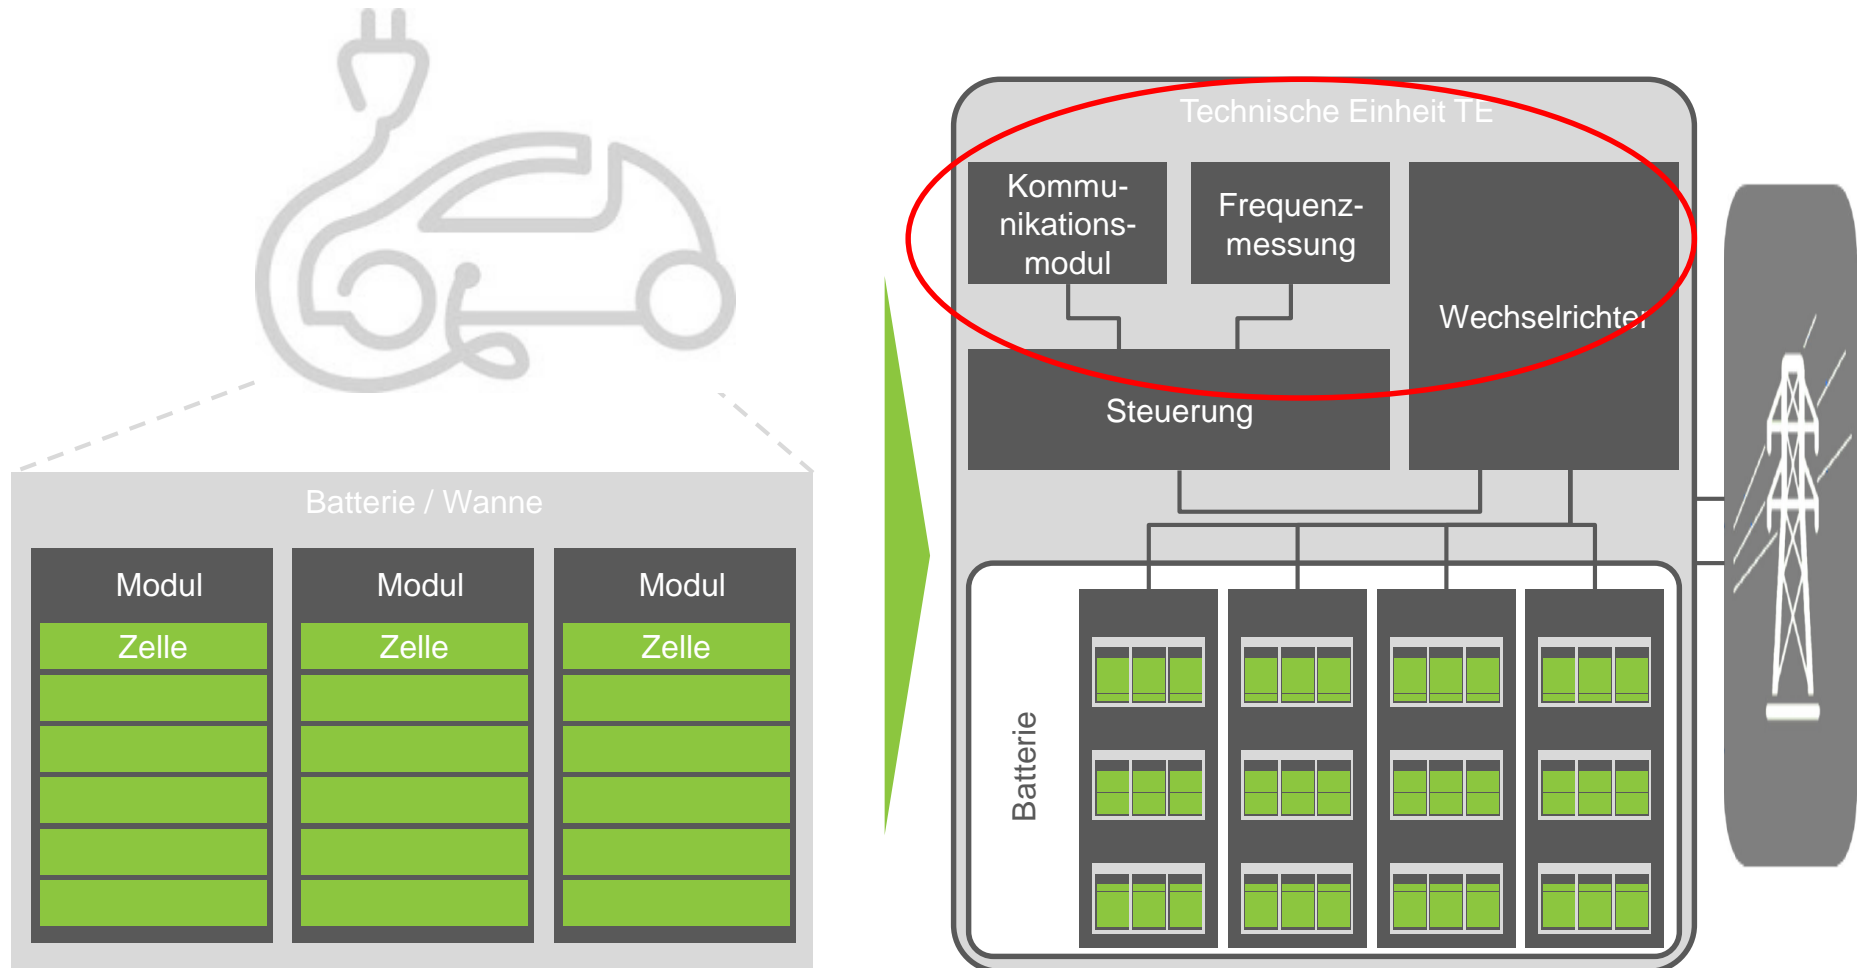 Technische Einheit TE
Kommu-
nikations-
modul
Frequenz-
messung
Wechselrichter
Steuerung
Batterie / Wanne
Modul
Modul
Modul
Zelle
Zelle
Zelle
Batterie